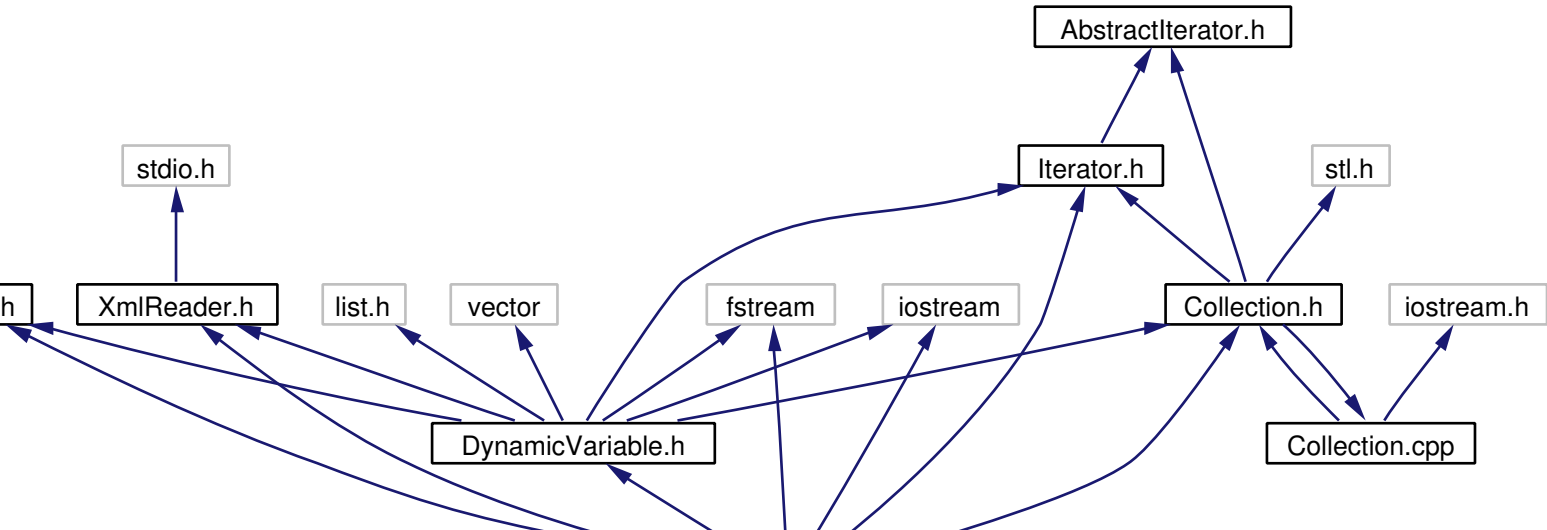 AbstractIterator.h
stdio.h
Iterator.h
stl.h
h
XmlReader.h
list.h
vector
fstream
iostream
Collection.h
iostream.h
DynamicVariable.h
Collection.cpp